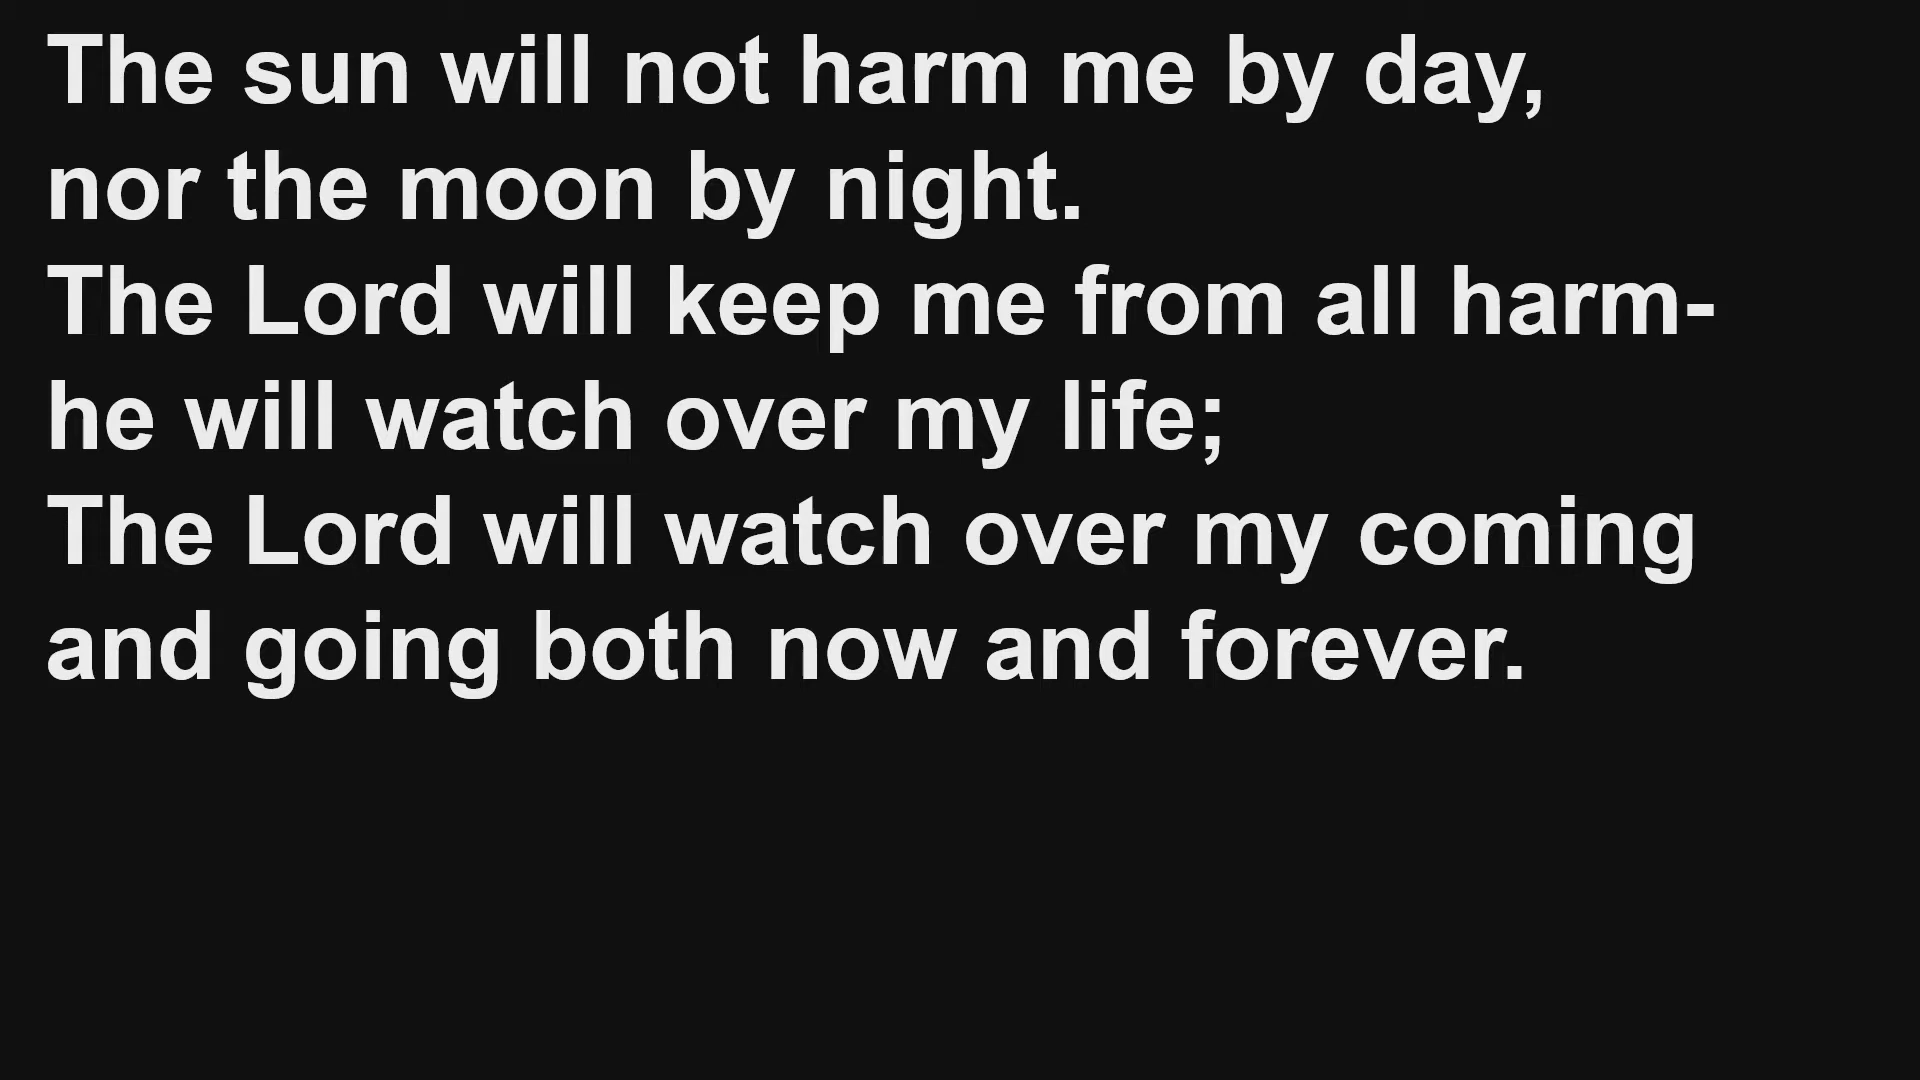 The sun will not harm me by day,
nor the moon by night.
The Lord will keep me from all harm-
he will watch over my life;
The Lord will watch over my coming
and going both now and forever.